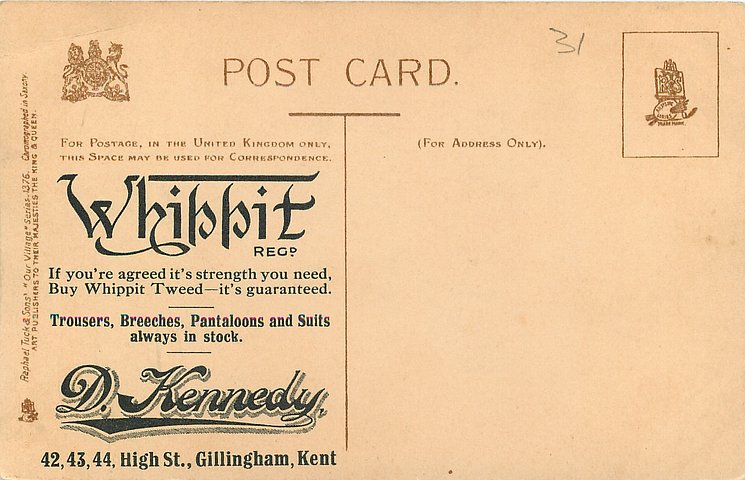 31
POST CARD.
FOR POSTAGE, IN THE UNITED KINGDOM ONLY,
THIS SPACE MAY BE USED FOR CORRESPONDENCE.
(FOR ADDRESS ONLY).
Whippit
REGD
If you're agreed it's strength you need,
Buy Whippit Tweed—it's guaranteed.
Trousers, Breeches, Pantaloons and Suits
always in stock.
D. Kennedy,
42, 43, 44, High St., Gillingham, Kent
Raphael Tuck & Sons' "Our Village" Series 1376. Chromographed in Saxony
ART PUBLISHERS TO THEIR MAJESTIES THE KING & QUEEN.
TRADE MARK.